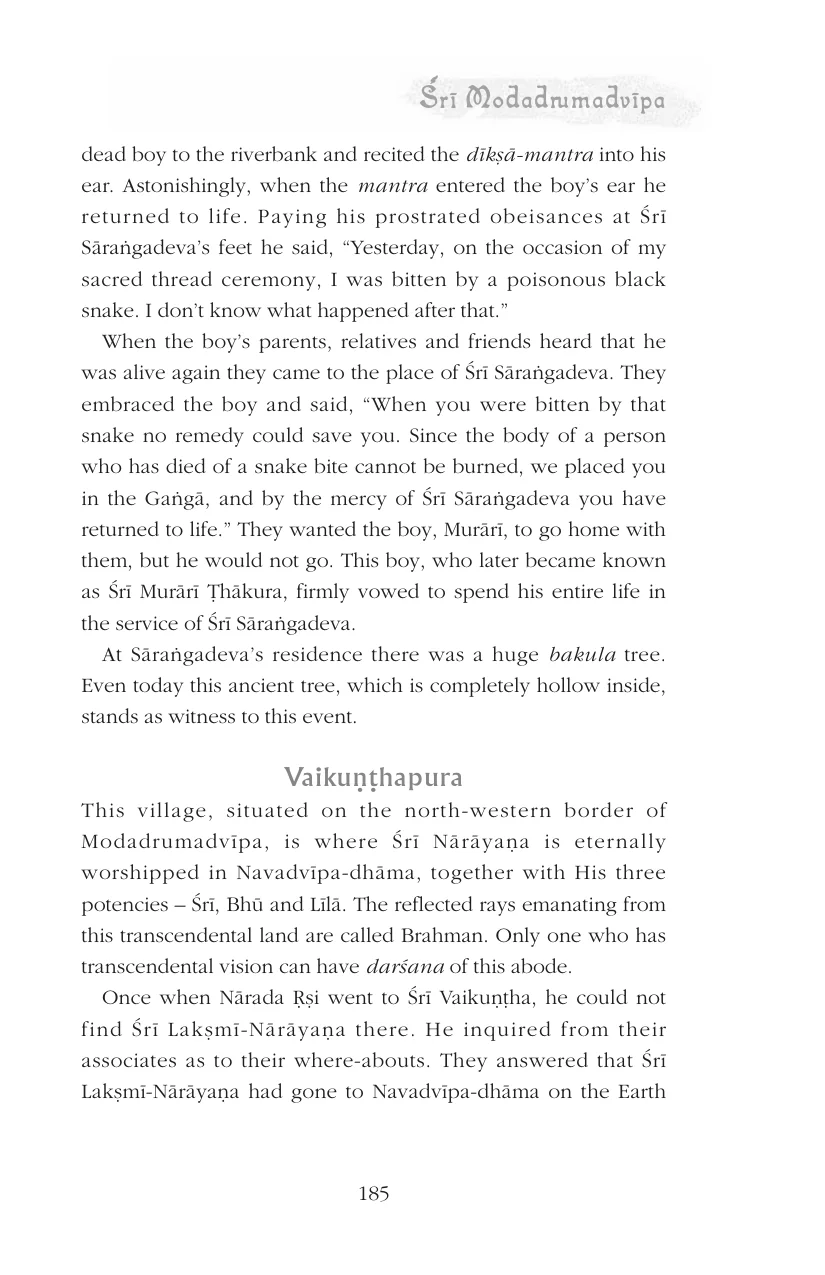 Śrī Modadrumadvīpa
dead boy to the riverbank and recited the dīkṣā-mantra into his
ear. Astonishingly, when the mantra entered the boy’s ear he
returned to life. Paying his prostrated obeisances at Śrī
Sāraṅgadeva’s feet he said, “Yesterday, on the occasion of my
sacred thread ceremony, I was bitten by a poisonous black
snake. I don’t know what happened after that.”
When the boy’s parents, relatives and friends heard that he
was alive again they came to the place of Śrī Sāraṅgadeva. They
embraced the boy and said, “When you were bitten by that
snake no remedy could save you. Since the body of a person
who has died of a snake bite cannot be burned, we placed you
in the Gaṅgā, and by the mercy of Śrī Sāraṅgadeva you have
returned to life.” They wanted the boy, Murārī, to go home with
them, but he would not go. This boy, who later became known
as Śrī Murārī Ṭhākura, firmly vowed to spend his entire life in
the service of Śrī Sāraṅgadeva.
At Sāraṅgadeva’s residence there was a huge bakula tree.
Even today this ancient tree, which is completely hollow inside,
stands as witness to this event.
Vaikuṇṭhapura
This village, situated on the north-western border of
Modadrumadvīpa, is where Śrī Nārāyaṇa is eternally
worshipped in Navadvīpa-dhāma, together with His three
potencies – Śrī, Bhū and Līlā. The reflected rays emanating from
this transcendental land are called Brahman. Only one who has
transcendental vision can have darśana of this abode.
Once when Nārada Ṛṣi went to Śrī Vaikuṇṭha, he could not
find Śrī Lakṣmī-Nārāyaṇa there. He inquired from their
associates as to their where-abouts. They answered that Śrī
Lakṣmī-Nārāyaṇa had gone to Navadvīpa-dhāma on the Earth
185